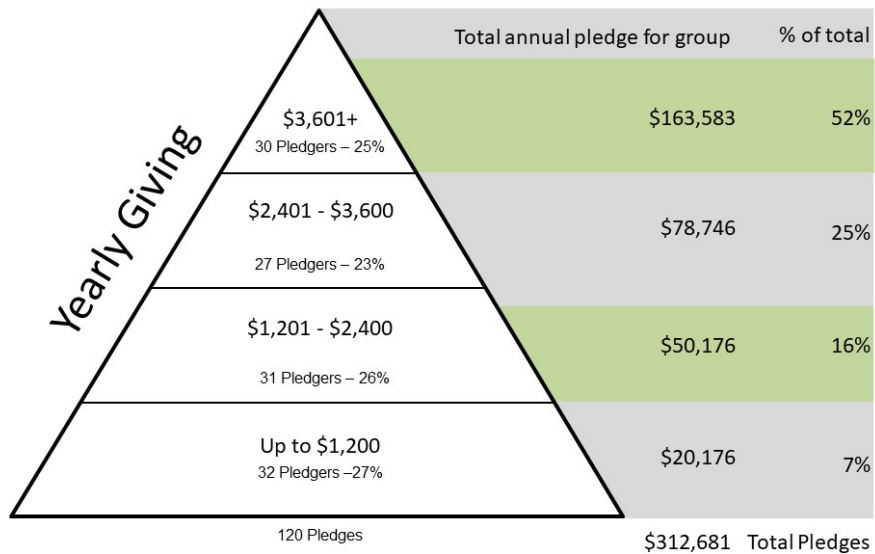 Yearly Giving
Total annual pledge for group % of total
$3,601+ $163,583 52%
30 Pledgers – 25%
$2,401 - $3,600 $78,746 25%
27 Pledgers – 23%
$1,201 - $2,400 $50,176 16%
31 Pledgers – 26%
Up to $1,200 $20,176 7%
32 Pledgers –27%
120 Pledges $312,681 Total Pledges